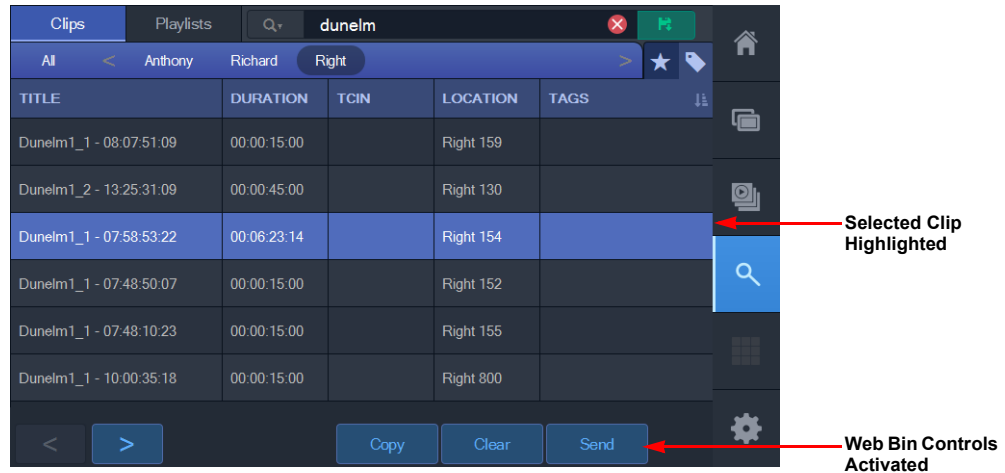 Clips Playlists dunelm
All < Anthony Richard Right >
TITLE DURATION TCIN LOCATION TAGS
Dunelm1_1 - 08:07:51:09 00:00:15:00 Right 159
Dunelm1_2 - 13:25:31:09 00:00:45:00 Right 130
Dunelm1_1 - 07:58:53:22 00:06:23:14 Right 154
Dunelm1_1 - 07:48:50:07 00:00:15:00 Right 152
Dunelm1_1 - 07:48:10:23 00:00:15:00 Right 155
Dunelm1_1 - 10:00:35:18 00:00:15:00 Right 800
< > Copy Clear Send
Selected Clip
Highlighted
Web Bin Controls
Activated